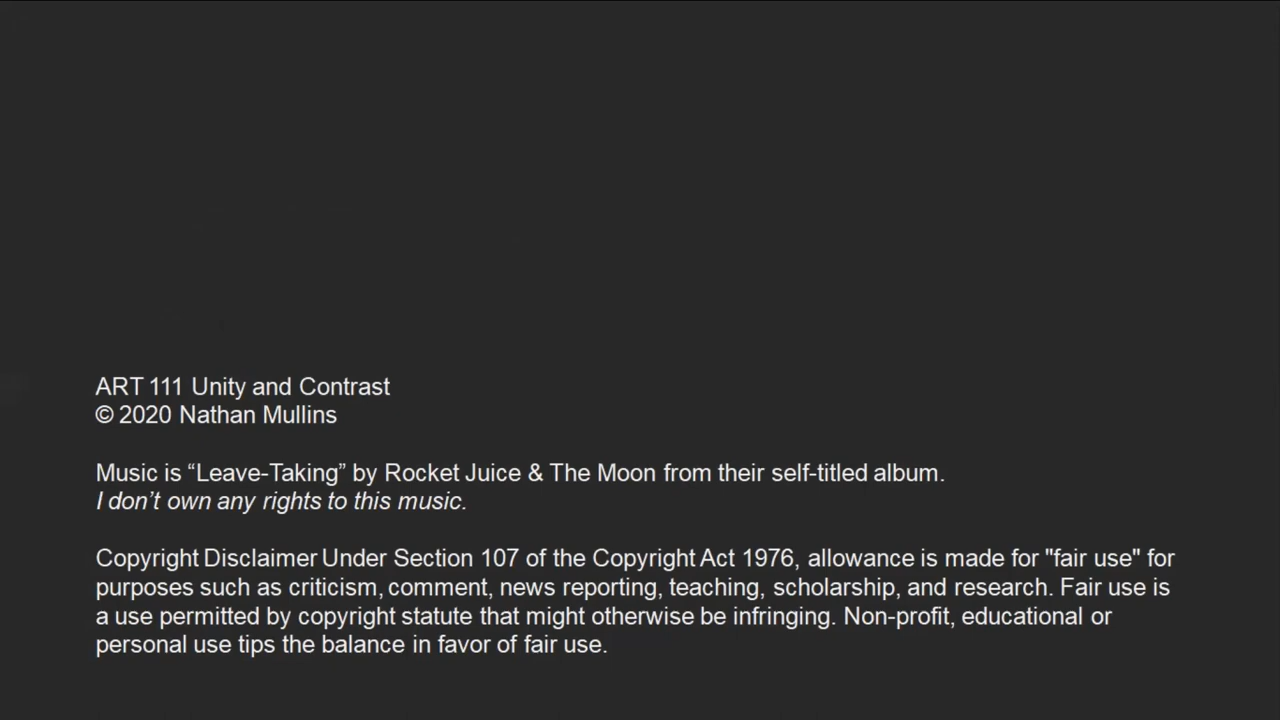 ART 111 Unity and Contrast
© 2020 Nathan Mullins
Music is “Leave-Taking” by Rocket Juice & The Moon from their self-titled album.
I don’t own any rights to this music.
Copyright Disclaimer Under Section 107 of the Copyright Act 1976, allowance is made for "fair use" for
purposes such as criticism, comment, news reporting, teaching, scholarship, and research. Fair use is
a use permitted by copyright statute that might otherwise be infringing. Non-profit, educational or
personal use tips the balance in favor of fair use.